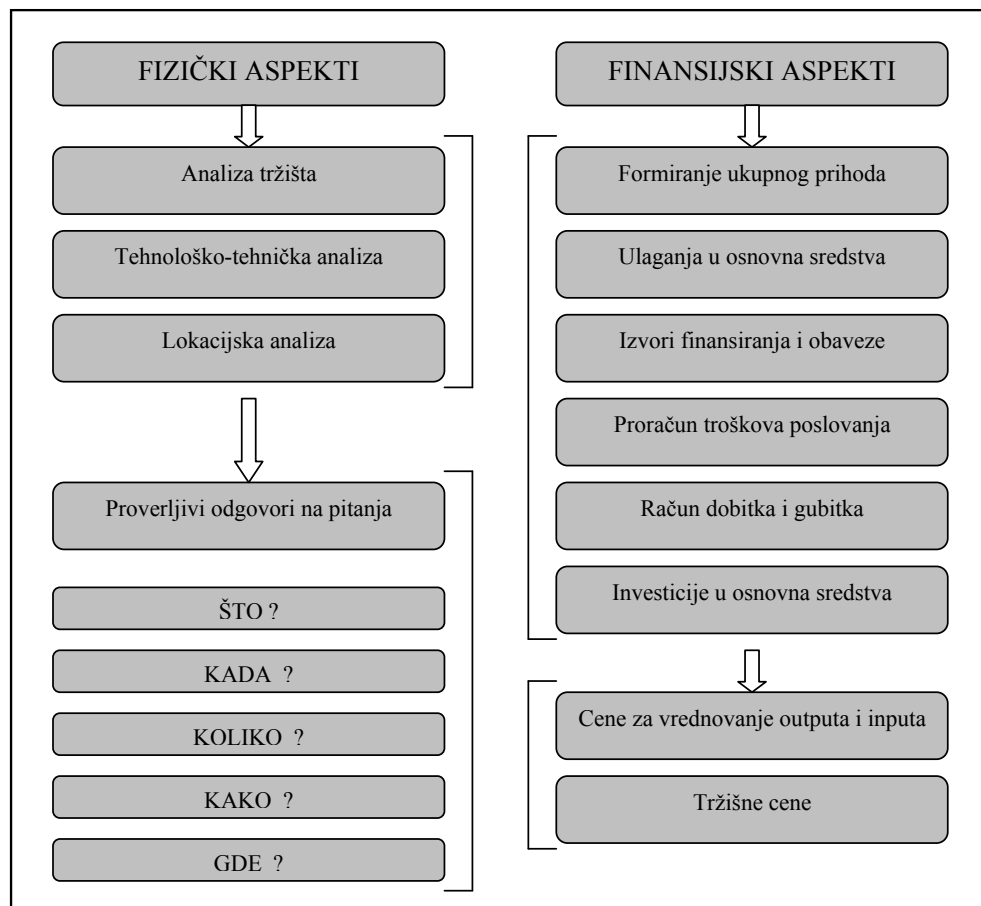 FIZIČKI ASPEKTI
Analiza tržišta
Tehnološko-tehnička analiza
Lokacijska analiza
Proverljivi odgovori na pitanja
ŠTO ?
KADA ?
KOLIKO ?
KAKO ?
GDE ?
FINANSIJSKI ASPEKTI
Formiranje ukupnog prihoda
Ulaganja u osnovna sredstva
Izvori finansiranja i obaveze
Proračun troškova poslovanja
Račun dobitka i gubitka
Investicije u osnovna sredstva
Cene za vrednovanje outputa i inputa
Tržišne cene